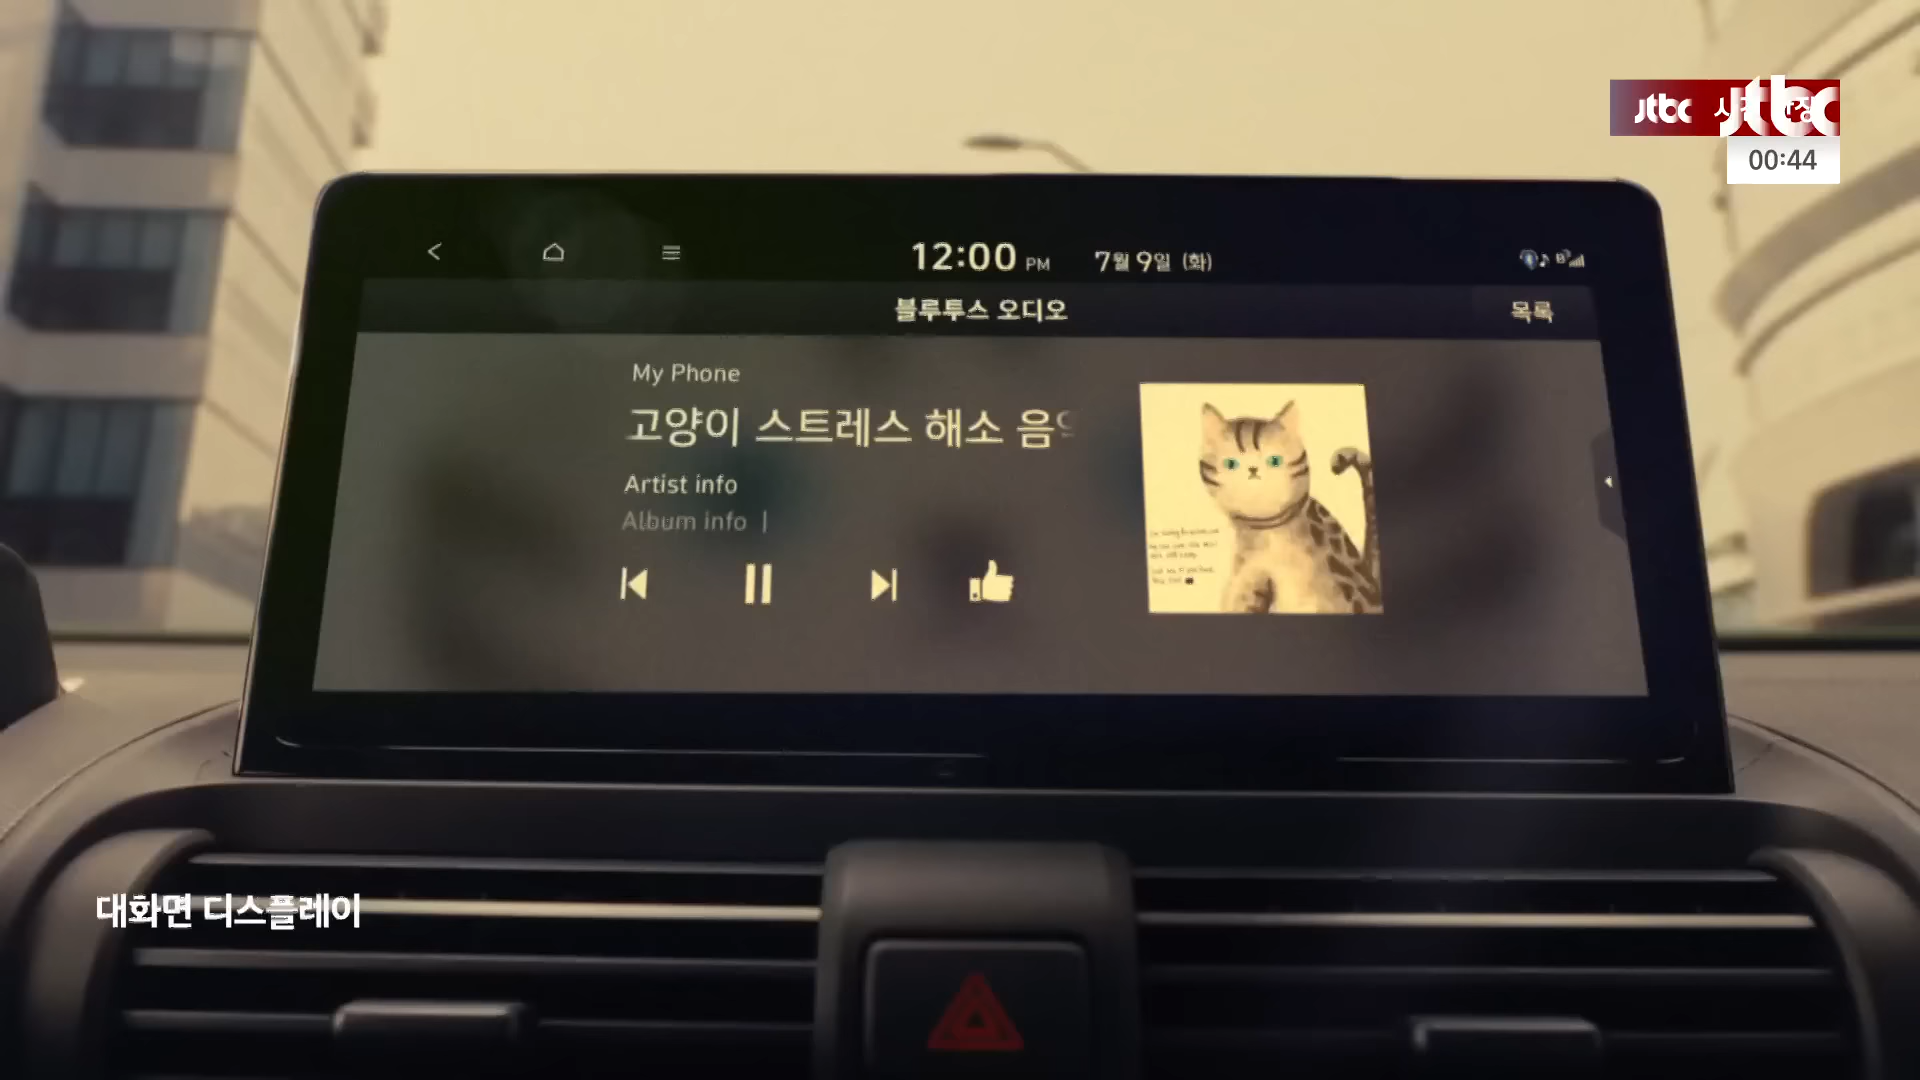 jtbc
jtbc
00:44
12:00 PM 7월 9일 (화)
블루투스 오디오
목록
My Phone
고양이 스트레스 해소
Artist info
Album info |
대화면 디스플레이